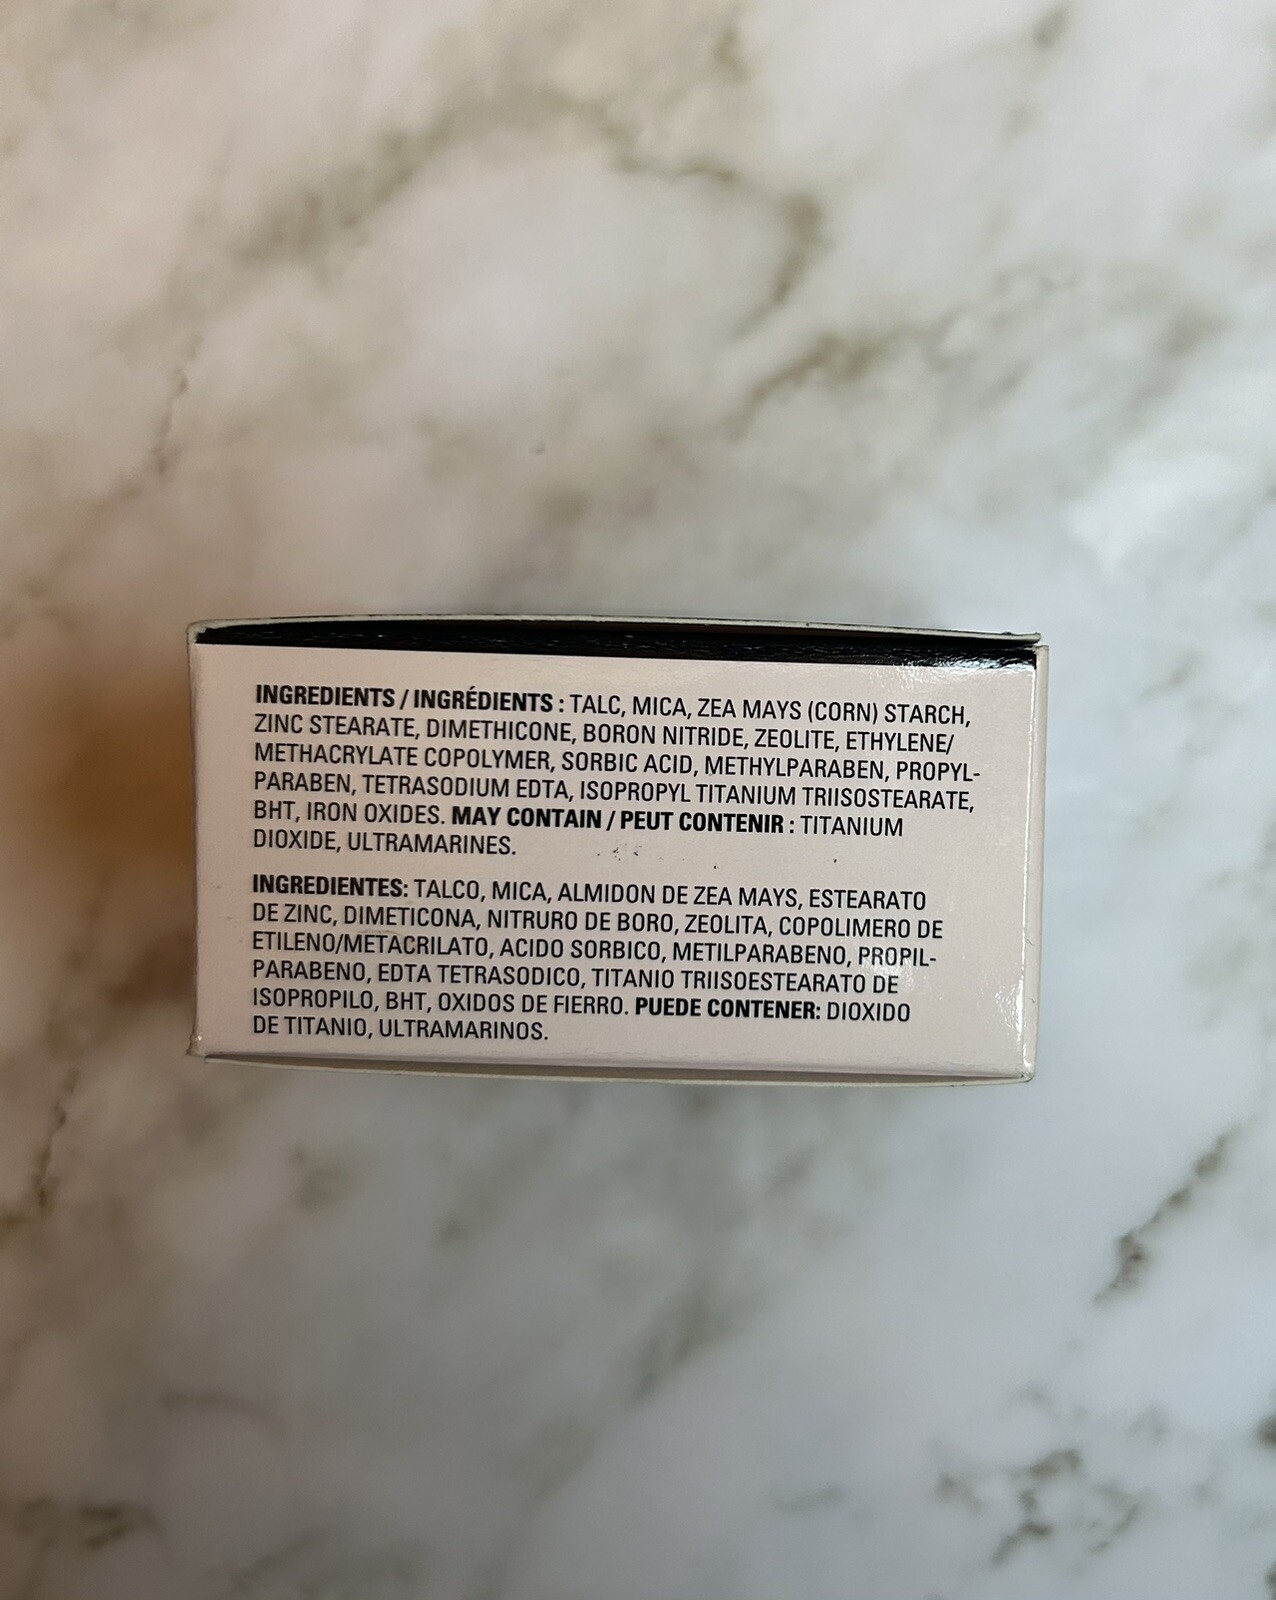 INGREDIENTS / INGRÉDIENTS : TALC, MICA, ZEA MAYS (CORN) STARCH,
ZINC STEARATE, DIMETHICONE, BORON NITRIDE, ZEOLITE, ETHYLENE/
METHACRYLATE COPOLYMER, SORBIC ACID, METHYLPARABEN, PROPYL-
PARABEN, TETRASODIUM EDTA, ISOPROPYL TITANIUM TRIISOSTEARATE,
BHT, IRON OXIDES. MAY CONTAIN / PEUT CONTENIR : TITANIUM
DIOXIDE, ULTRAMARINES.
INGREDIENTES: TALCO, MICA, ALMIDON DE ZEA MAYS, ESTEARATO
DE ZINC, DIMETICONA, NITRURO DE BORO, ZEOLITA, COPOLIMERO DE
ETILENO/METACRILATO, ACIDO SORBICO, METILPARABENO, PROPIL-
PARABENO, EDTA TETRASODICO, TITANIO TRIISOESTEARATO DE
ISOPROPILO, BHT, OXIDOS DE FIERRO. PUEDE CONTENER: DIOXIDO
DE TITANIO, ULTRAMARINOS.